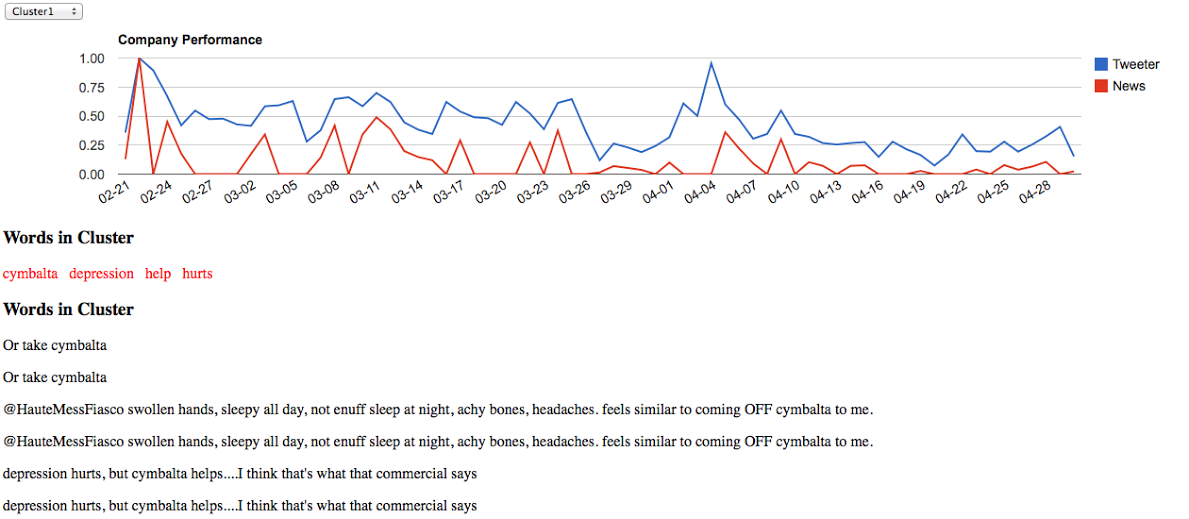 Cluster1
Company Performance
1.00
0.75
0.50
0.25
0.00
Tweeter
News
02-21 02-24 02-27 03-02 03-05 03-08 03-11 03-14 03-17 03-20 03-23 03-26 03-29 04-01 04-04 04-07 04-10 04-13 04-16 04-19 04-22 04-25 04-28
Words in Cluster
cymbalta depression help hurts
Words in Cluster
Or take cymbalta
Or take cymbalta
@HauteMessFiasco swollen hands, sleepy all day, not enuff sleep at night, achy bones, headaches. feels similar to coming OFF cymbalta to me.
@HauteMessFiasco swollen hands, sleepy all day, not enuff sleep at night, achy bones, headaches. feels similar to coming OFF cymbalta to me.
depression hurts, but cymbalta helps....I think that's what that commercial says
depression hurts, but cymbalta helps....I think that's what that commercial says